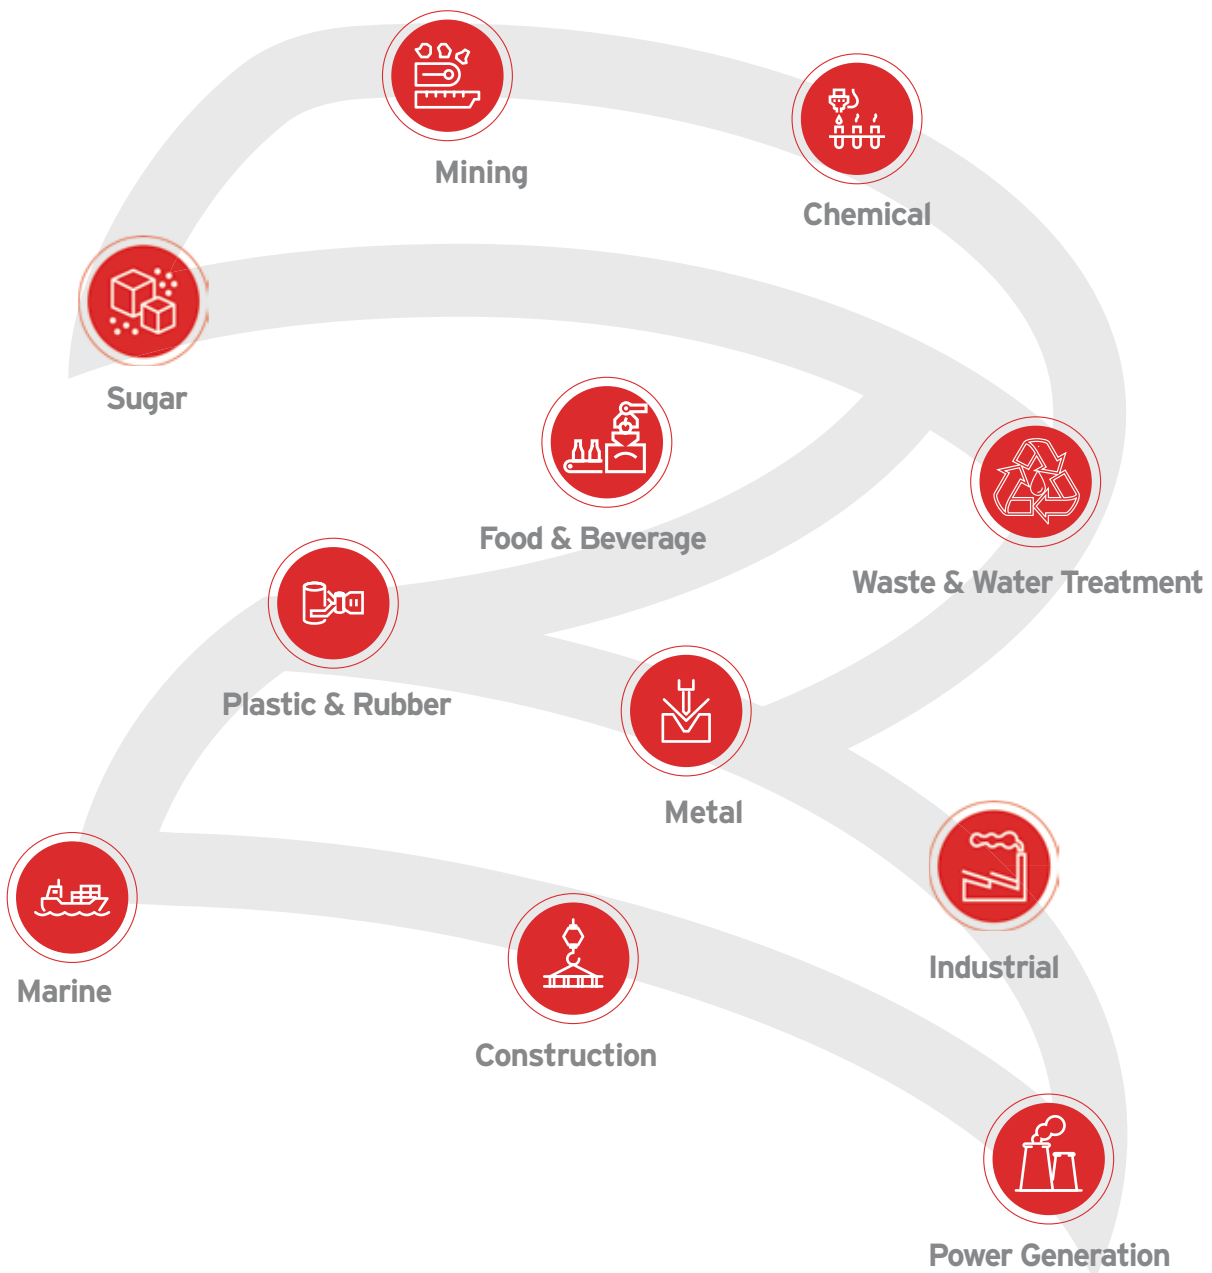 Mining
Chemical
Sugar
Food & Beverage
Waste & Water Treatment
Plastic & Rubber
Metal
Industrial
Marine
Construction
Power Generation